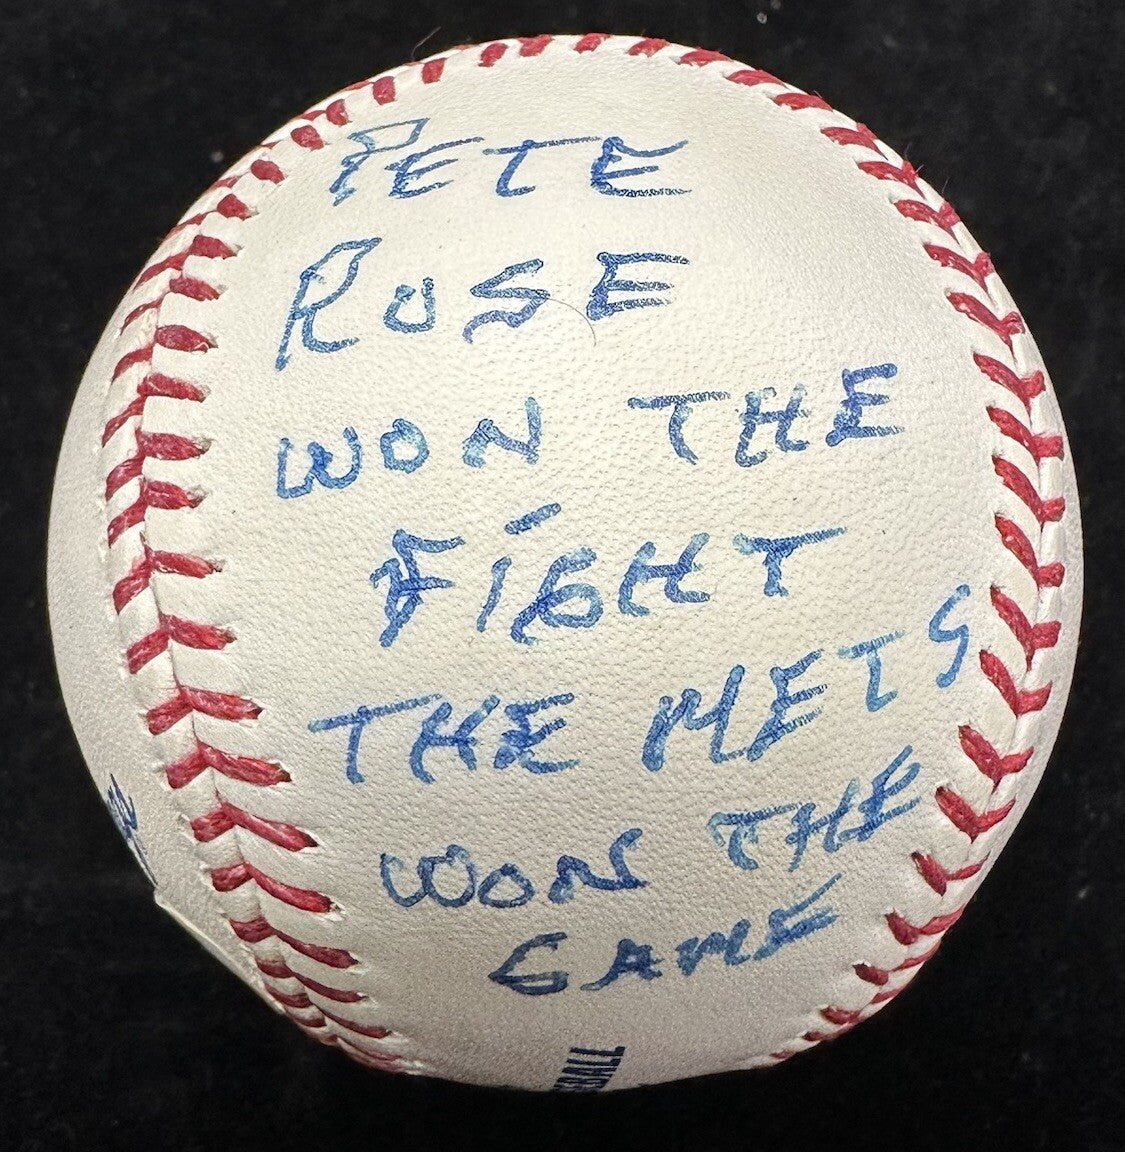 PETE
ROSE
WON THE
FIGHT
THE METS
WON THE
GAME